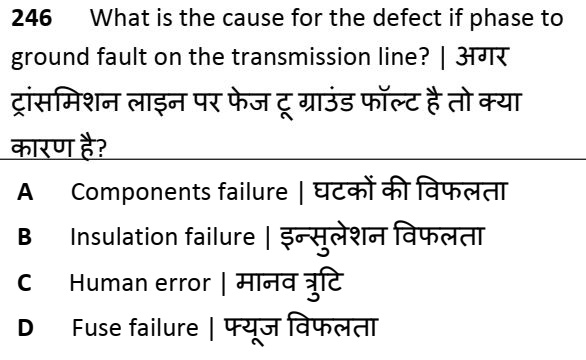 246 What is the cause for the defect if phase to
ground fault on the transmission line? | अगर
ट्रांसमिशन लाइन पर फेज टू ग्राउंड फॉल्ट है तो क्या
कारण है?
A Components failure | घटकों की विफलता
B Insulation failure | इन्सुलेशन विफलता
C Human error | मानव त्रुटि
D Fuse failure | फ्यूज विफलता